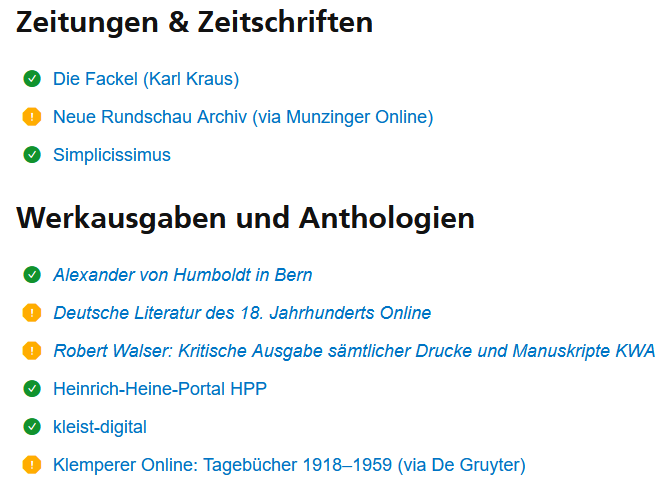 Zeitungen & Zeitschriften
Die Fackel (Karl Kraus)
Neue Rundschau Archiv (via Munzinger Online)
Simplicissimus
Werkausgaben und Anthologien
Alexander von Humboldt in Bern
Deutsche Literatur des 18. Jahrhunderts Online
Robert Walser: Kritische Ausgabe sämtlicher Drucke und Manuskripte KWA
Heinrich-Heine-Portal HPP
kleist-digital
Klemperer Online: Tagebücher 1918–1959 (via De Gruyter)